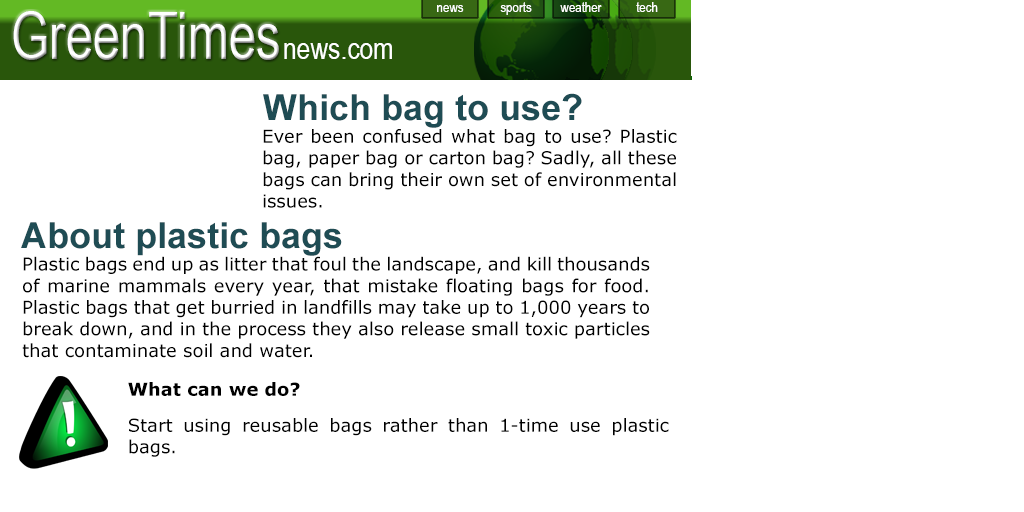 news sports weather tech
GreenTimes news.com
Which bag to use?
Ever been confused what bag to use? Plastic
bag, paper bag or carton bag? Sadly, all these
bags can bring their own set of environmental
issues.
About plastic bags
Plastic bags end up as litter that foul the landscape, and kill thousands
of marine mammals every year, that mistake floating bags for food.
Plastic bags that get burried in landfills may take up to 1,000 years to
break down, and in the process they also release small toxic particles
that contaminate soil and water.
What can we do?
Start using reusable bags rather than 1-time use plastic
bags.